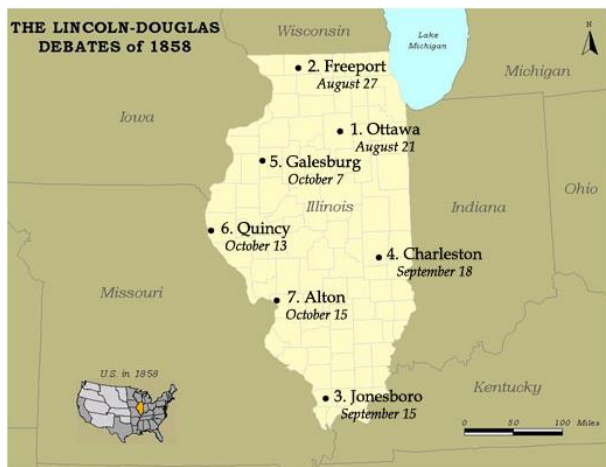 THE LINCOLN-DOUGLAS
DEBATES of 1858
Wisconsin
Lake
Michigan
N
Michigan
2. Freeport
August 27
Iowa
1. Ottawa
August 21
5. Galesburg
October 7
Ohio
Illinois
Indiana
6. Quincy
October 13
4. Charleston
September 18
Missouri
7. Alton
October 15
U.S. in 1858
Kentucky
3. Jonesboro
September 15
0 50 100 Miles